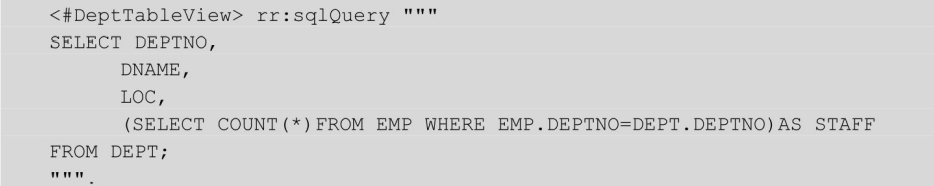 <#DeptTableView> rr:sqlQuery """
SELECT DEPTNO,
DNAME,
LOC,
(SELECT COUNT(*)FROM EMP WHERE EMP.DEPTNO=DEPT.DEPTNO)AS STAFF
FROM DEPT;
""".